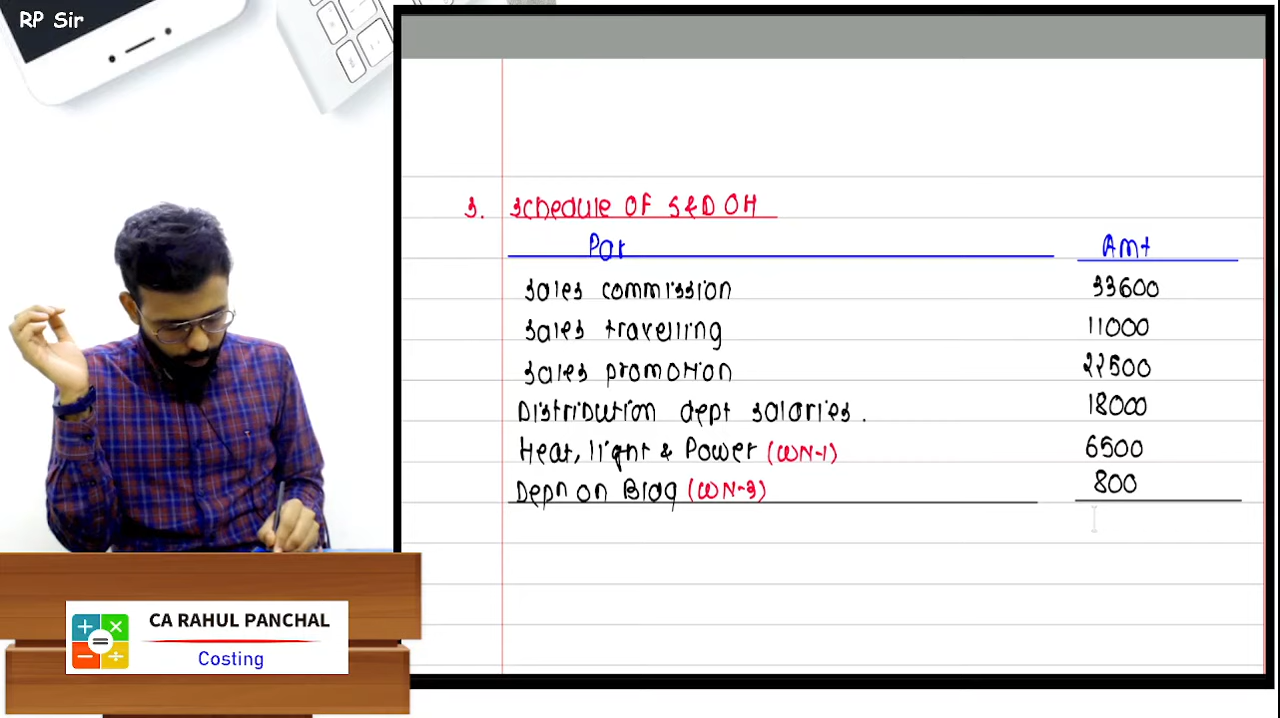 RP Sir
3. Schedule OF S&D OH
Par Amt
Sales commission 33600
Sales travelling 11000
Sales promotion 22500
Distribution dept salaries. 18000
Heat, light & Power (WN-1) 6500
Depn on Bldg (WN-3) 800
CA RAHUL PANCHAL
Costing